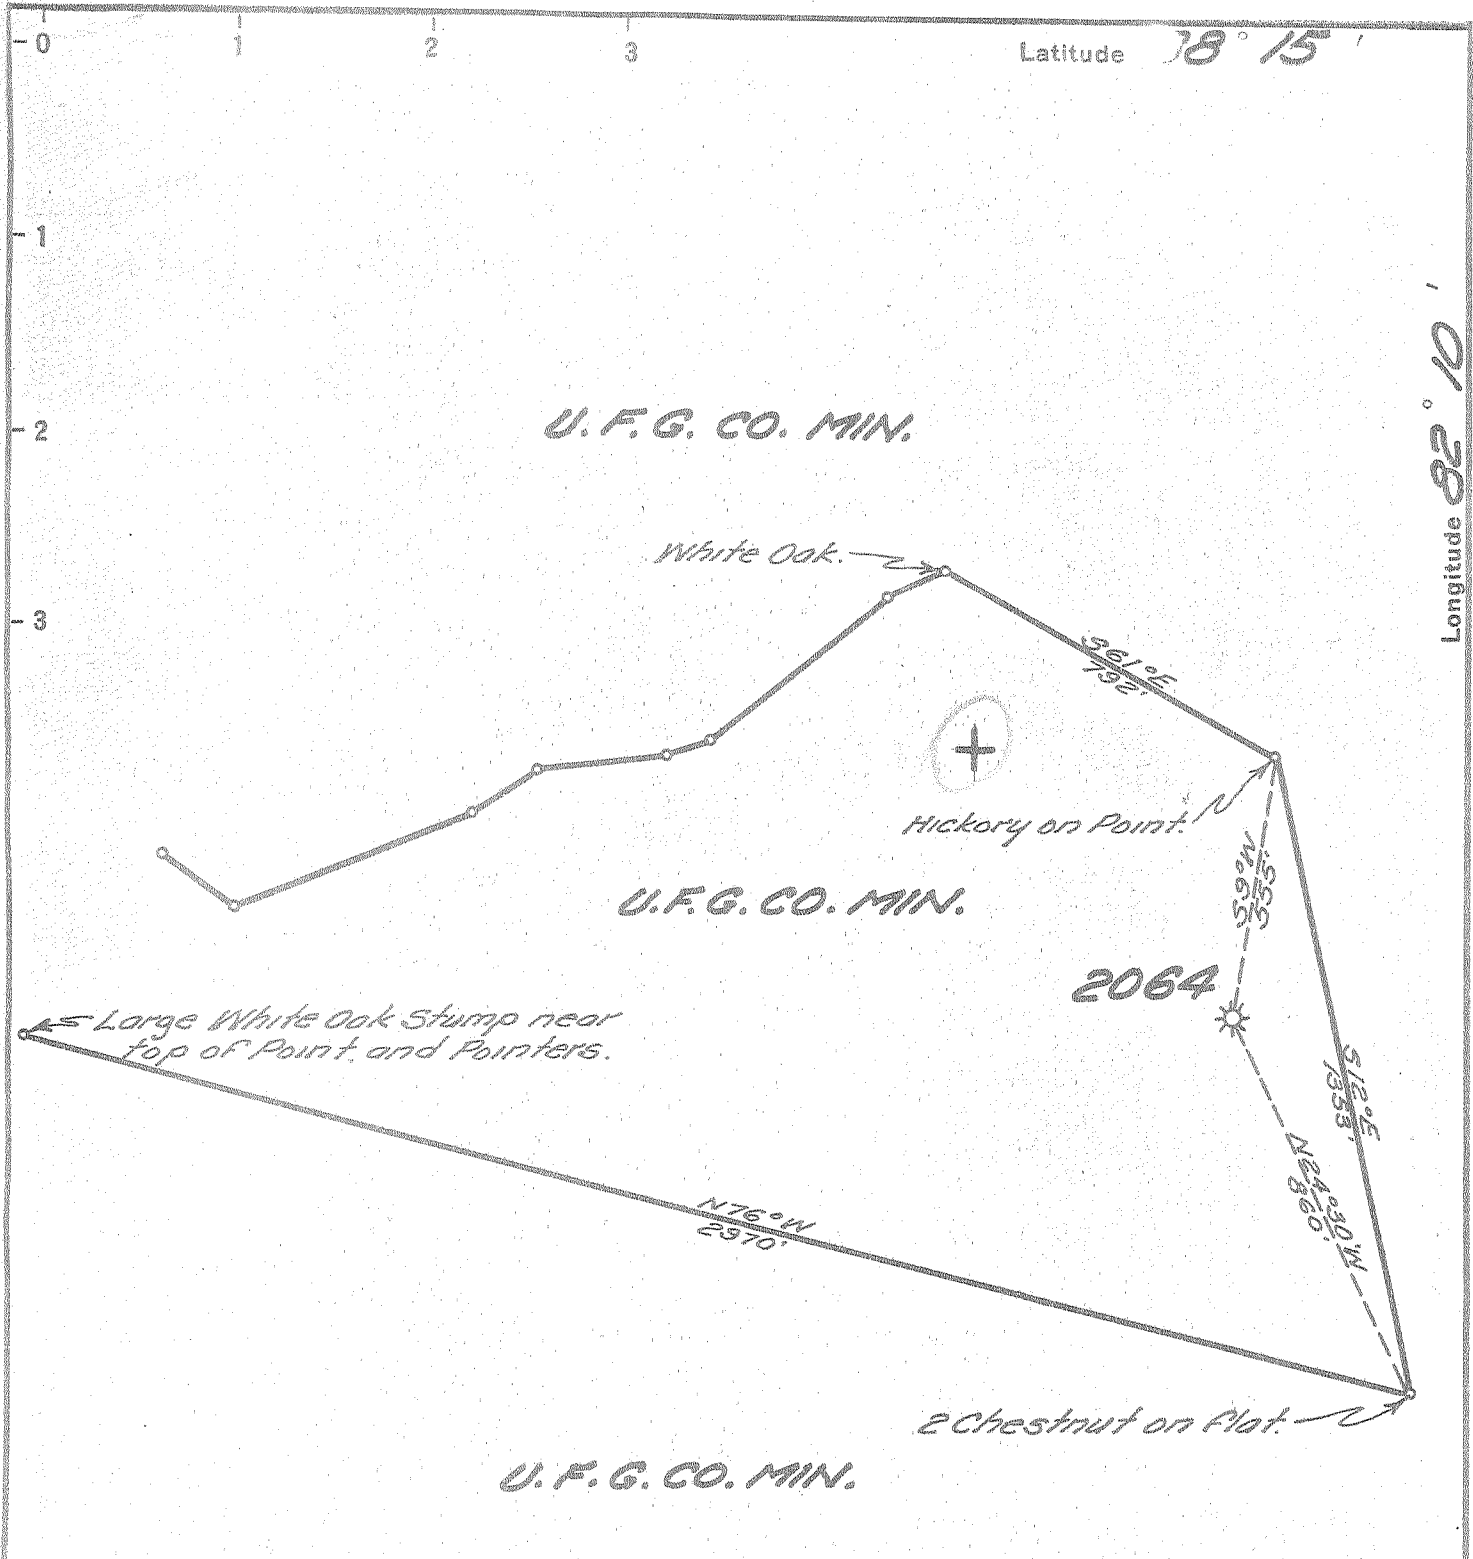 0 1 2 3
Latitude 38° 15'
1
2
3
Longitude 82° 10'
U.F.G. CO. MIN.
White Oak.
S61°E
792'
Hickory on Point.
S9°W
555'
U.F.G. CO. MIN.
2064
Large White Oak Stump near
top of Point and Pointers.
S12°E
1353'
N24°30'W
860'
N76°W
2970'
2 Chestnut on Flat.
U.F.G. CO. MIN.